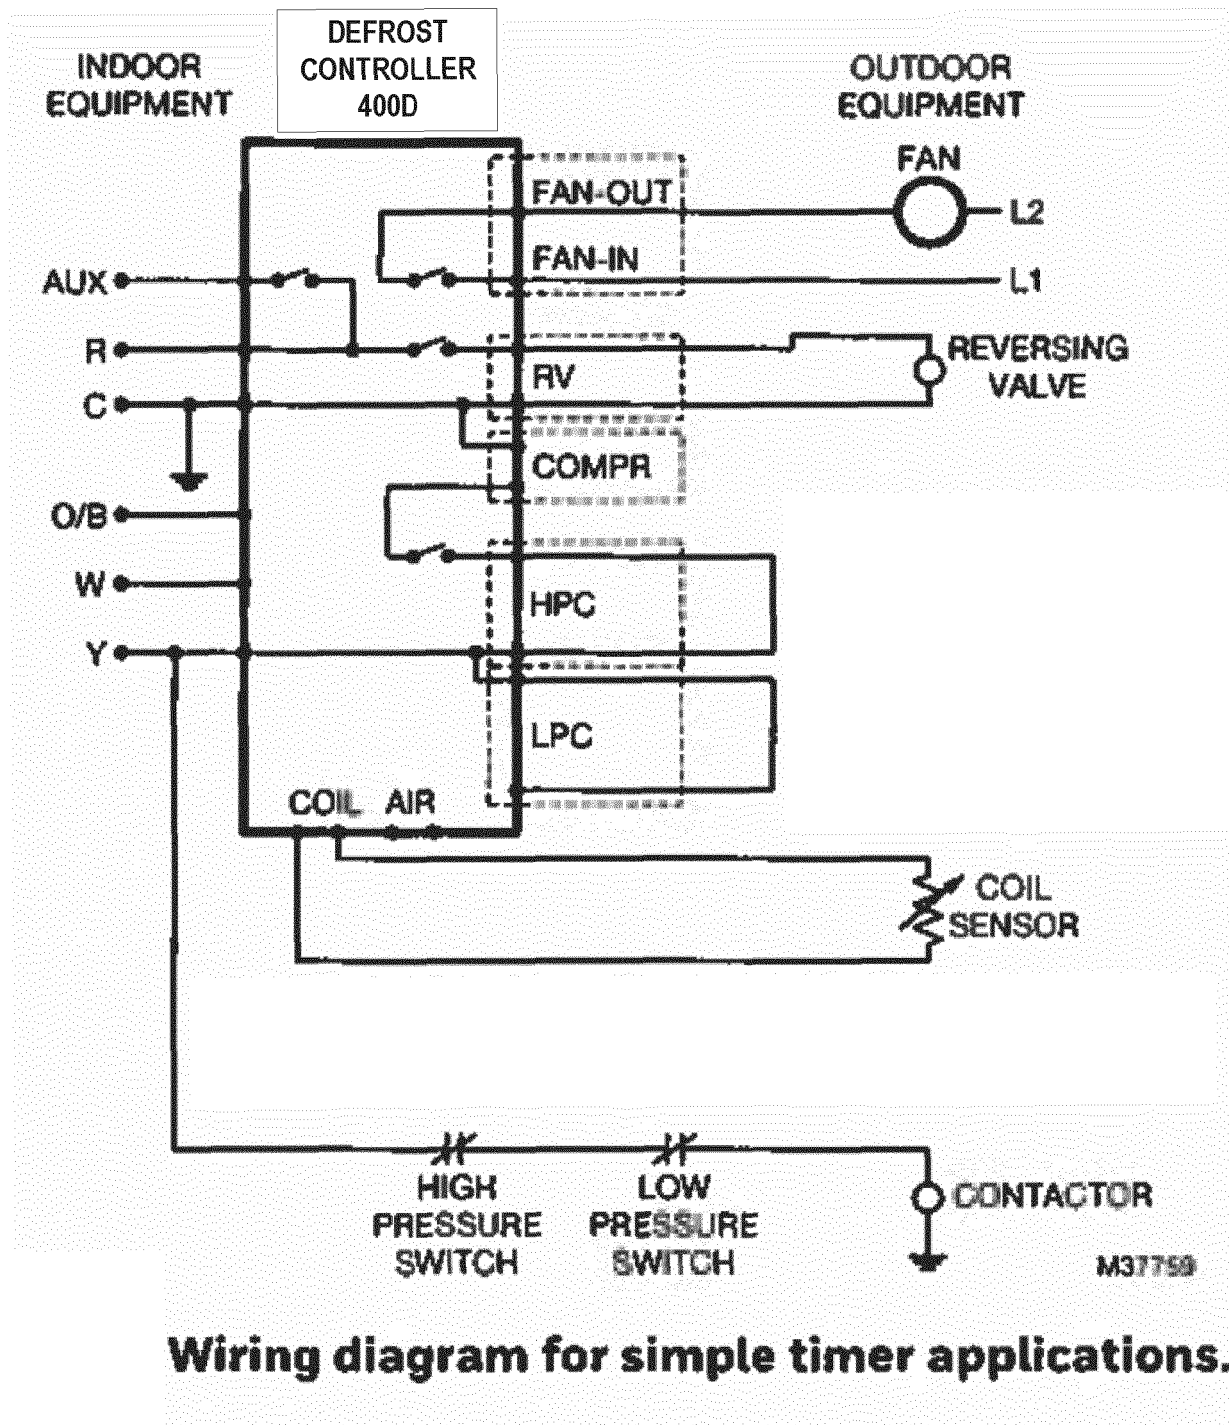 DEFROST
CONTROLLER
400D
INDOOR
EQUIPMENT
OUTDOOR
EQUIPMENT
FAN
FAN-OUT
L2
FAN-IN
AUX
L1
R
REVERSING
VALVE
RV
C
COMPR
O/B
W
HPC
Y
LPC
COIL AIR
COIL
SENSOR
HIGH
PRESSURE
SWITCH
LOW
PRESSURE
SWITCH
CONTACTOR
M37759
Wiring diagram for simple timer applications.